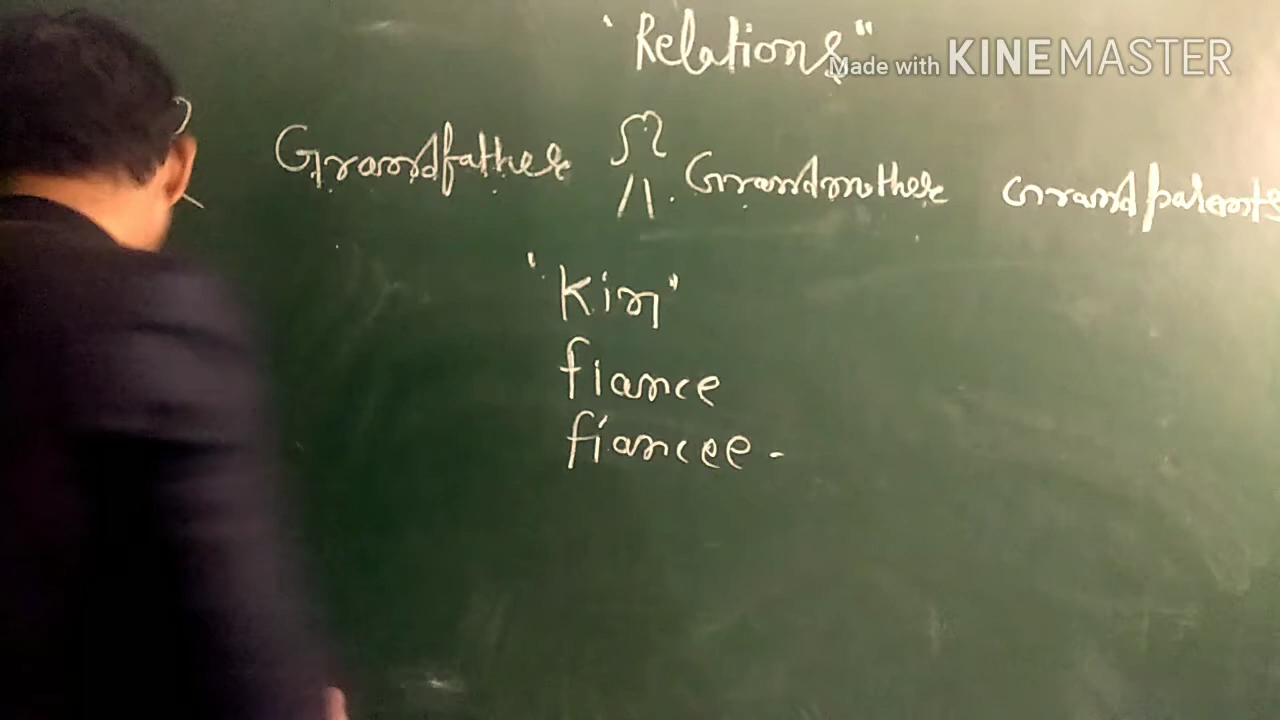 "Relations"
Made with KINEMASTER
Grandfather Grandmother Grandparents
"Kin"
fiance
fiancee -